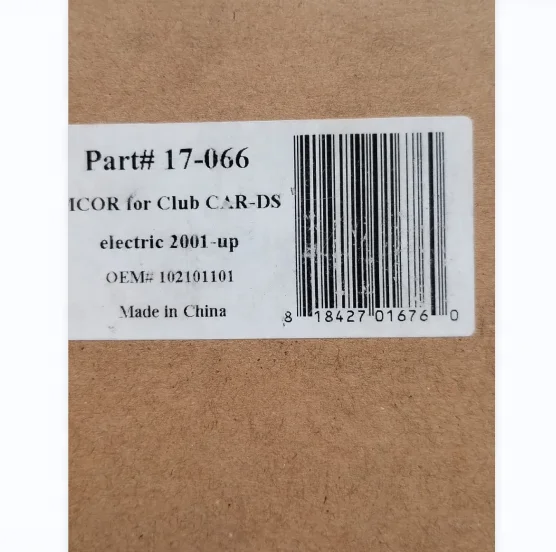 Part# 17-066
MCOR for Club CAR-DS
electric 2001-up
OEM# 102101101
Made in China
8 18427 01676 0